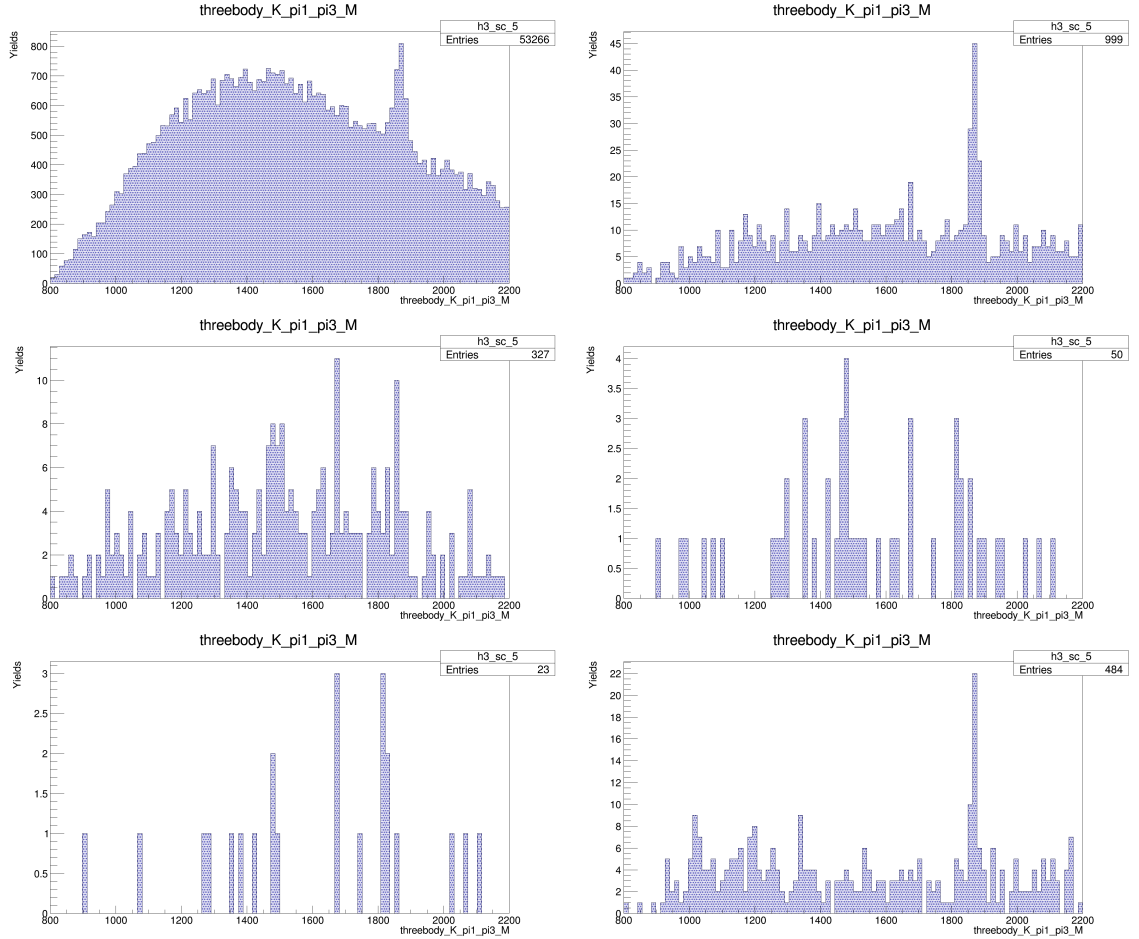 threebody_K_pi1_pi3_M
h3_sc_5
Entries 53266
Yields
800
700
600
500
400
300
200
100
0
800 1000 1200 1400 1600 1800 2000 2200
threebody_K_pi1_pi3_M
threebody_K_pi1_pi3_M
h3_sc_5
Entries 999
Yields
45
40
35
30
25
20
15
10
5
0
800 1000 1200 1400 1600 1800 2000 2200
threebody_K_pi1_pi3_M
threebody_K_pi1_pi3_M
h3_sc_5
Entries 327
Yields
10
8
6
4
2
0
800 1000 1200 1400 1600 1800 2000 2200
threebody_K_pi1_pi3_M
threebody_K_pi1_pi3_M
h3_sc_5
Entries 50
Yields
4
3.5
3
2.5
2
1.5
1
0.5
0
800 1000 1200 1400 1600 1800 2000 2200
threebody_K_pi1_pi3_M
threebody_K_pi1_pi3_M
h3_sc_5
Entries 23
Yields
3
2.5
2
1.5
1
0.5
0
800 1000 1200 1400 1600 1800 2000 2200
threebody_K_pi1_pi3_M
threebody_K_pi1_pi3_M
h3_sc_5
Entries 484
Yields
22
20
18
16
14
12
10
8
6
4
2
0
800 1000 1200 1400 1600 1800 2000 2200
threebody_K_pi1_pi3_M